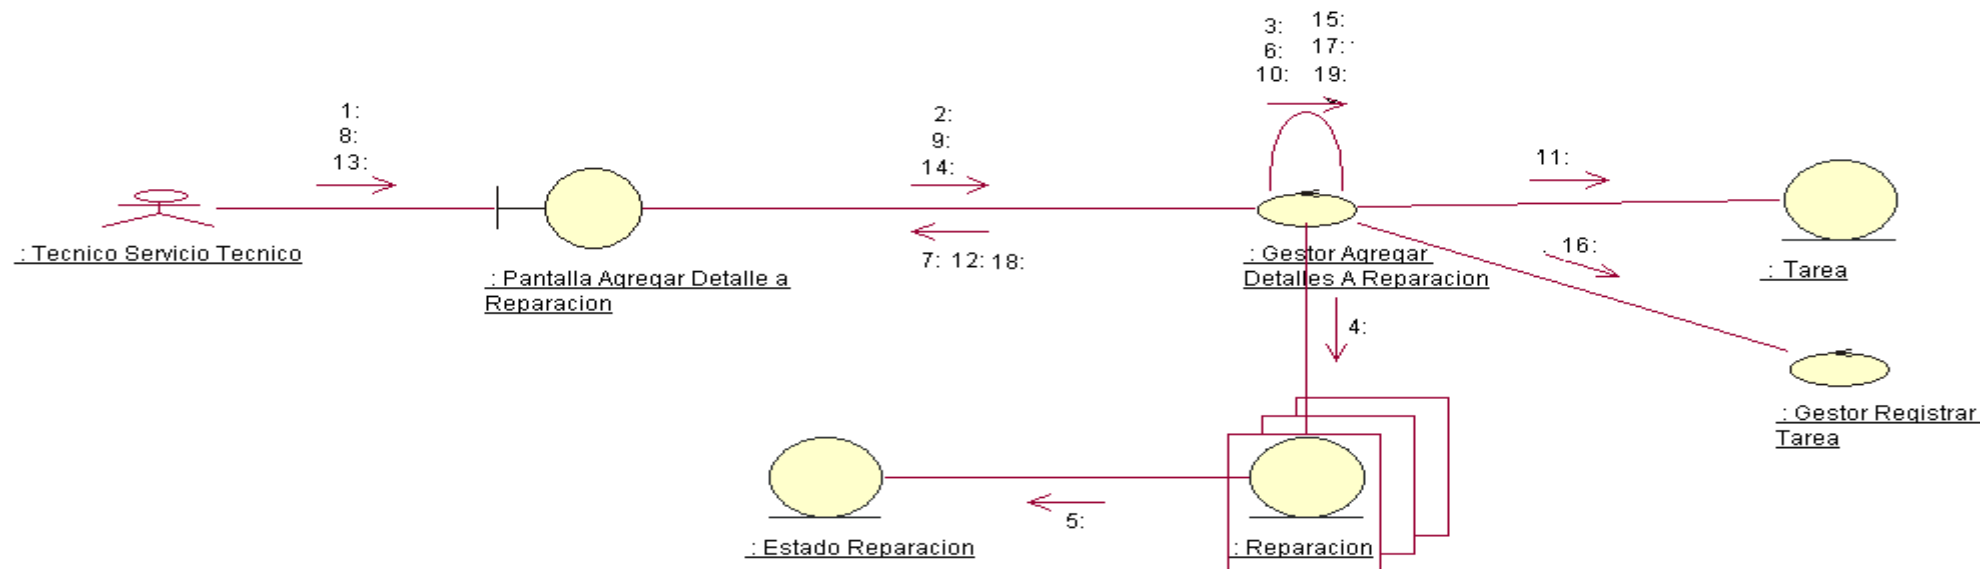 3: 15:
6: 17:
10: 19:
1:
8:
13:
2:
9:
14:
11:
7: 12: 18:
16:
: Tecnico Servicio Tecnico
: Pantalla Agregar Detalle a
Reparacion
: Gestor Agregar
Detalles A Reparacion
: Tarea
4:
: Gestor Registrar
Tarea
5:
: Estado Reparacion
: Reparacion